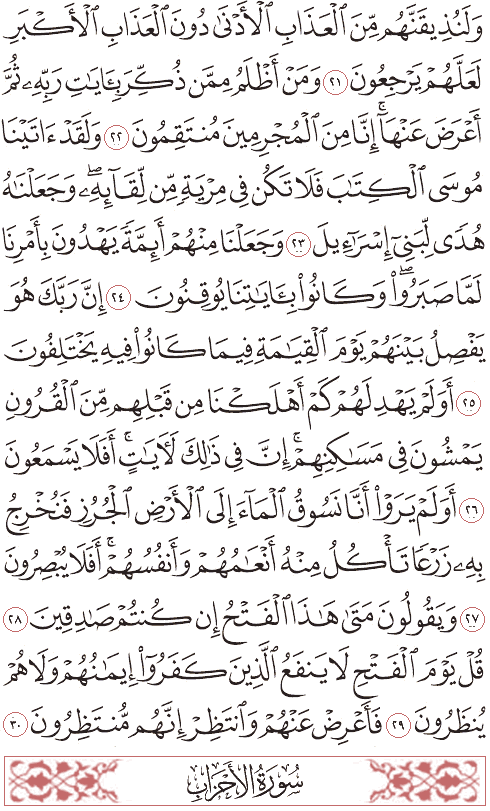 وَلَنُذِيقَنَّهُم مِّنَ ٱلْعَذَابِ ٱلْأَدْنَىٰ دُونَ ٱلْعَذَابِ ٱلْأَكْبَرِ
لَعَلَّهُمْ يَرْجِعُونَ ٢١ وَمَنْ أَظْلَمُ مِمَّن ذُكِّرَ بِـَٔايَـٰتِ رَبِّهِۦ ثُمَّ
أَعْرَضَ عَنْهَآ ۚ إِنَّا مِنَ ٱلْمُجْرِمِينَ مُنتَقِمُونَ ٢٢ وَلَقَدْ ءَاتَيْنَا
مُوسَى ٱلْكِتَـٰبَ فَلَا تَكُن فِى مِرْيَةٍ مِّن لِّقَآئِهِۦ ۖ وَجَعَلْنَـٰهُ
هُدًى لِّبَنِىٓ إِسْرَٰٓءِيلَ ٢٣ وَجَعَلْنَا مِنْهُمْ أَئِمَّةً يَهْدُونَ بِأَمْرِنَا
لَمَّا صَبَرُوا۟ ۖ وَكَانُوا۟ بِـَٔايَـٰتِنَا يُوقِنُونَ ٢٤ إِنَّ رَبَّكَ هُوَ
يَفْصِلُ بَيْنَهُمْ يَوْمَ ٱلْقِيَـٰمَةِ فِيمَا كَانُوا۟ فِيهِ يَخْتَلِفُونَ
٢٥ أَوَلَمْ يَهْدِ لَهُمْ كَمْ أَهْلَكْنَا مِن قَبْلِهِم مِّنَ ٱلْقُرُونِ
يَمْشُونَ فِى مَسَـٰكِنِهِمْ ۚ إِنَّ فِى ذَٰلِكَ لَـَٔايَـٰتٍ ۖ أَفَلَا يَسْمَعُونَ
٢٦ أَوَلَمْ يَرَوْا۟ أَنَّا نَسُوقُ ٱلْمَآءَ إِلَى ٱلْأَرْضِ ٱلْجُرُزِ فَنُخْرِجُ
بِهِۦ زَرْعًا تَأْكُلُ مِنْهُ أَنْعَـٰمُهُمْ وَأَنفُسُهُمْ ۖ أَفَلَا يُبْصِرُونَ
٢٧ وَيَقُولُونَ مَتَىٰ هَـٰذَا ٱلْفَتْحُ إِن كُنتُمْ صَـٰدِقِينَ ٢٨
قُلْ يَوْمَ ٱلْفَتْحِ لَا يَنفَعُ ٱلَّذِينَ كَفَرُوٓا۟ إِيمَـٰنُهُمْ وَلَا هُمْ
يُنظَرُونَ ٢٩ فَأَعْرِضْ عَنْهُمْ وَٱنتَظِرْ إِنَّهُم مُّنتَظِرُونَ ٣٠
سُورَةُ الأَحْزَابِ